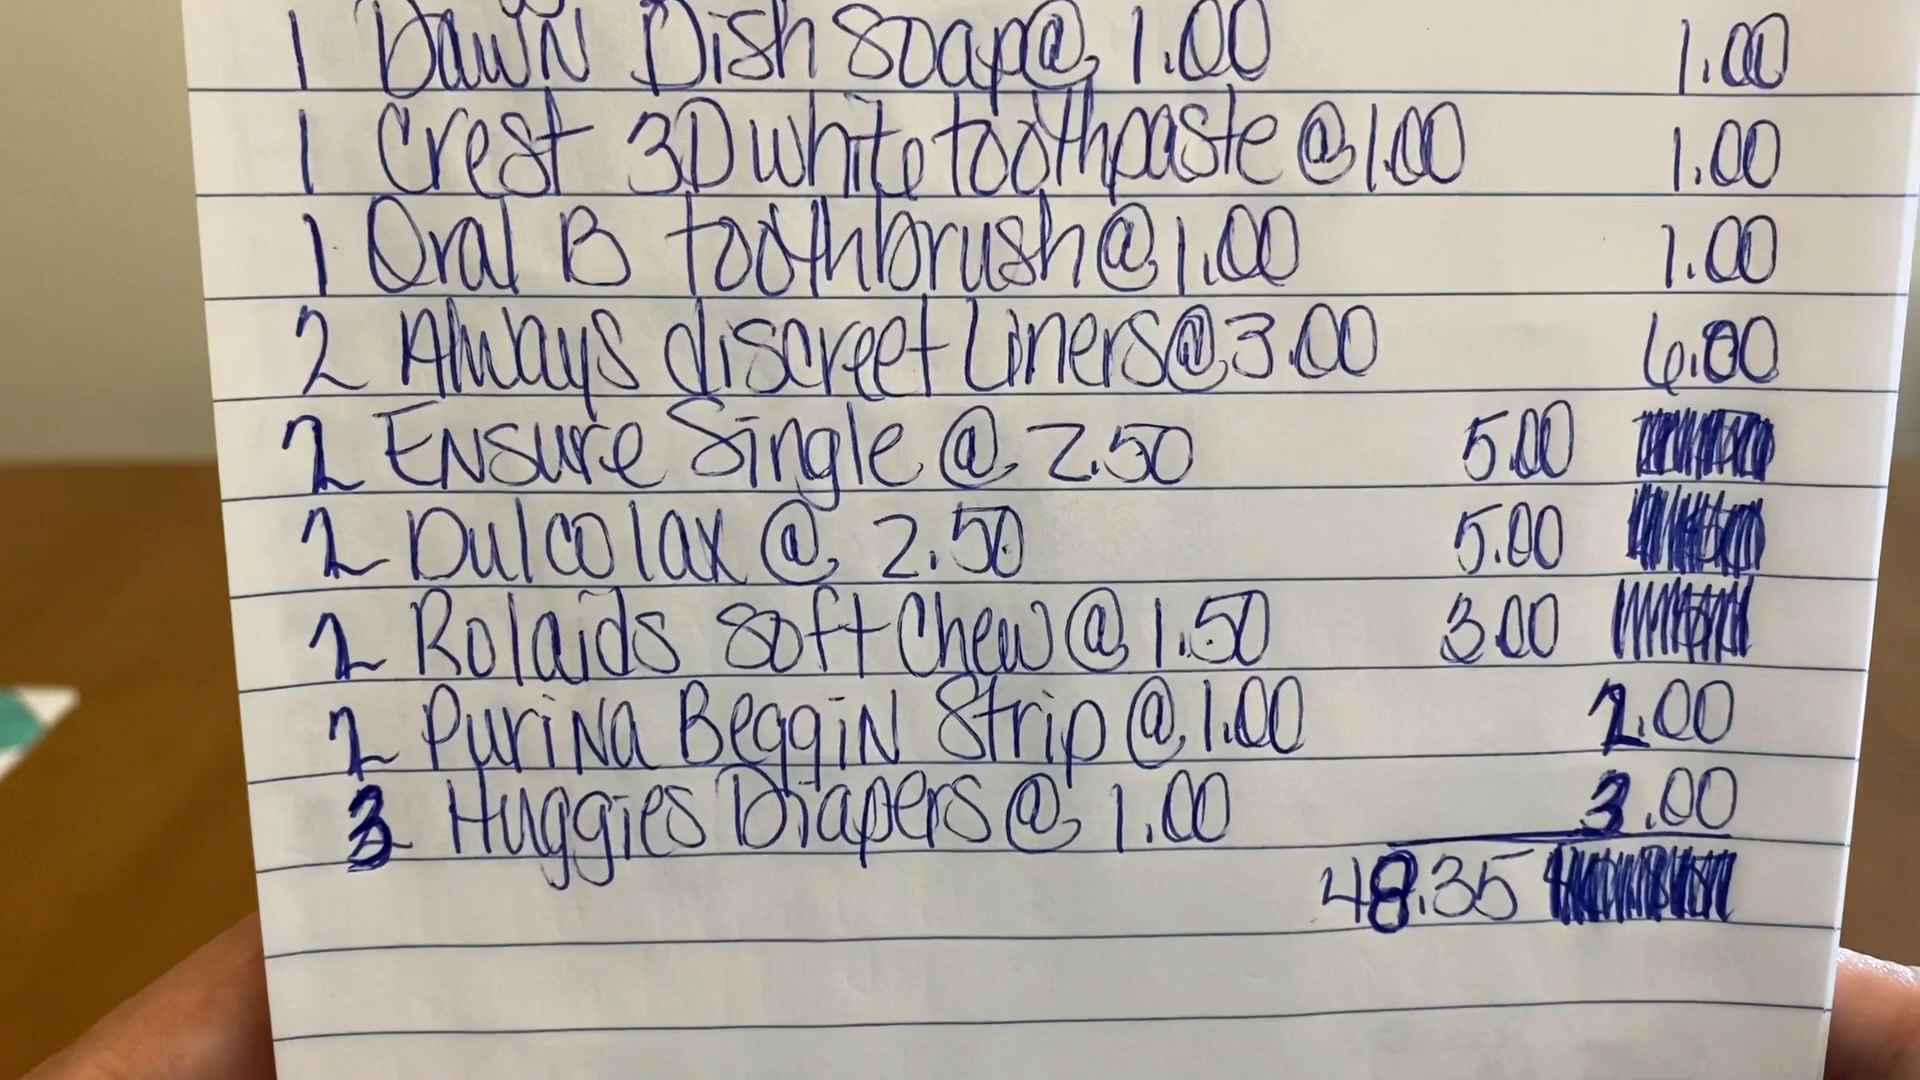 1 Dawn Dish Soap@ 1.00 1.00
1 Crest 3D white toothpaste @1.00 1.00
1 Oral B toothbrush@1.00 1.00
2 Always discreet Liners@3.00 6.00
2 Ensure Single @ 2.50 5.00
2 Dulcolax @ 2.50 5.00
2 Rolaids Soft Chew @ 1.50 3.00
2 Purina Beggin Strip @ 1.00 2.00
3 Huggies Diapers @ 1.00 3.00
48.35